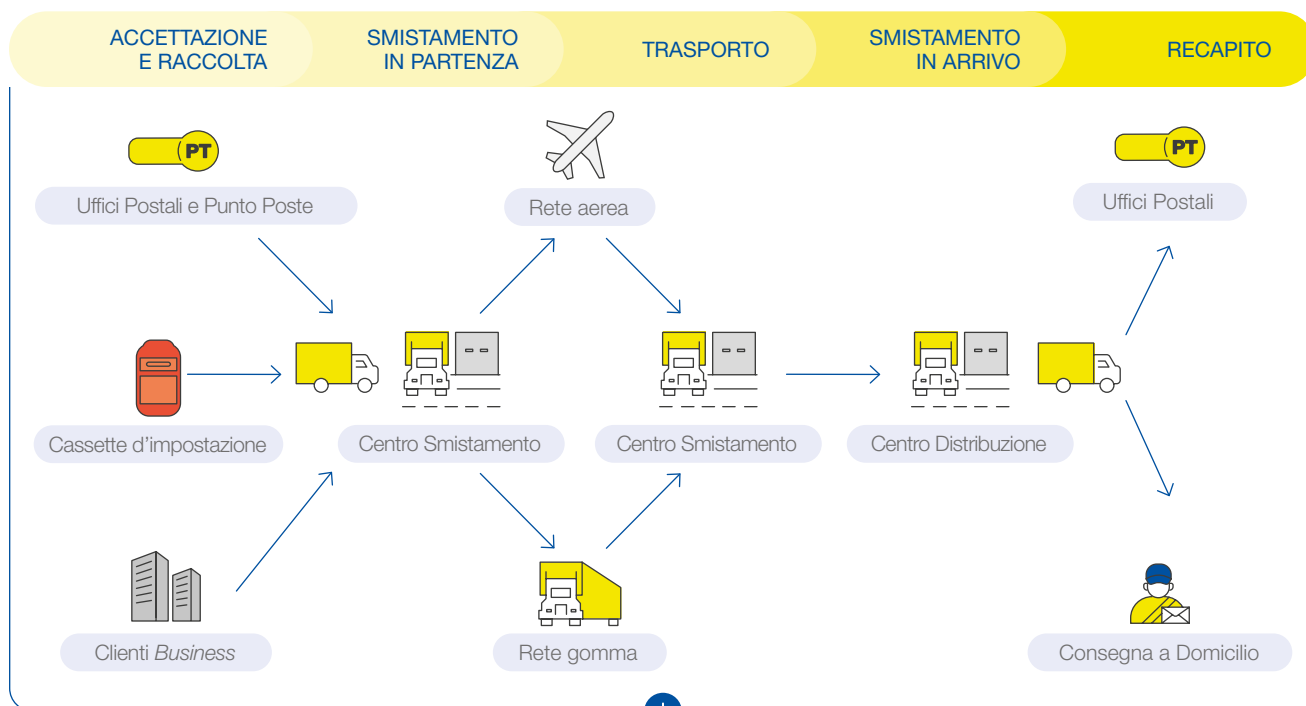 ACCETTAZIONE
E RACCOLTA
SMISTAMENTO
IN PARTENZA
TRASPORTO
SMISTAMENTO
IN ARRIVO
RECAPITO
PT
PT
Uffici Postali e Punto Poste
Rete aerea
Uffici Postali
Cassette d'impostazione
Centro Smistamento
Centro Smistamento
Centro Distribuzione
Clienti Business
Rete gomma
Consegna a Domicilio